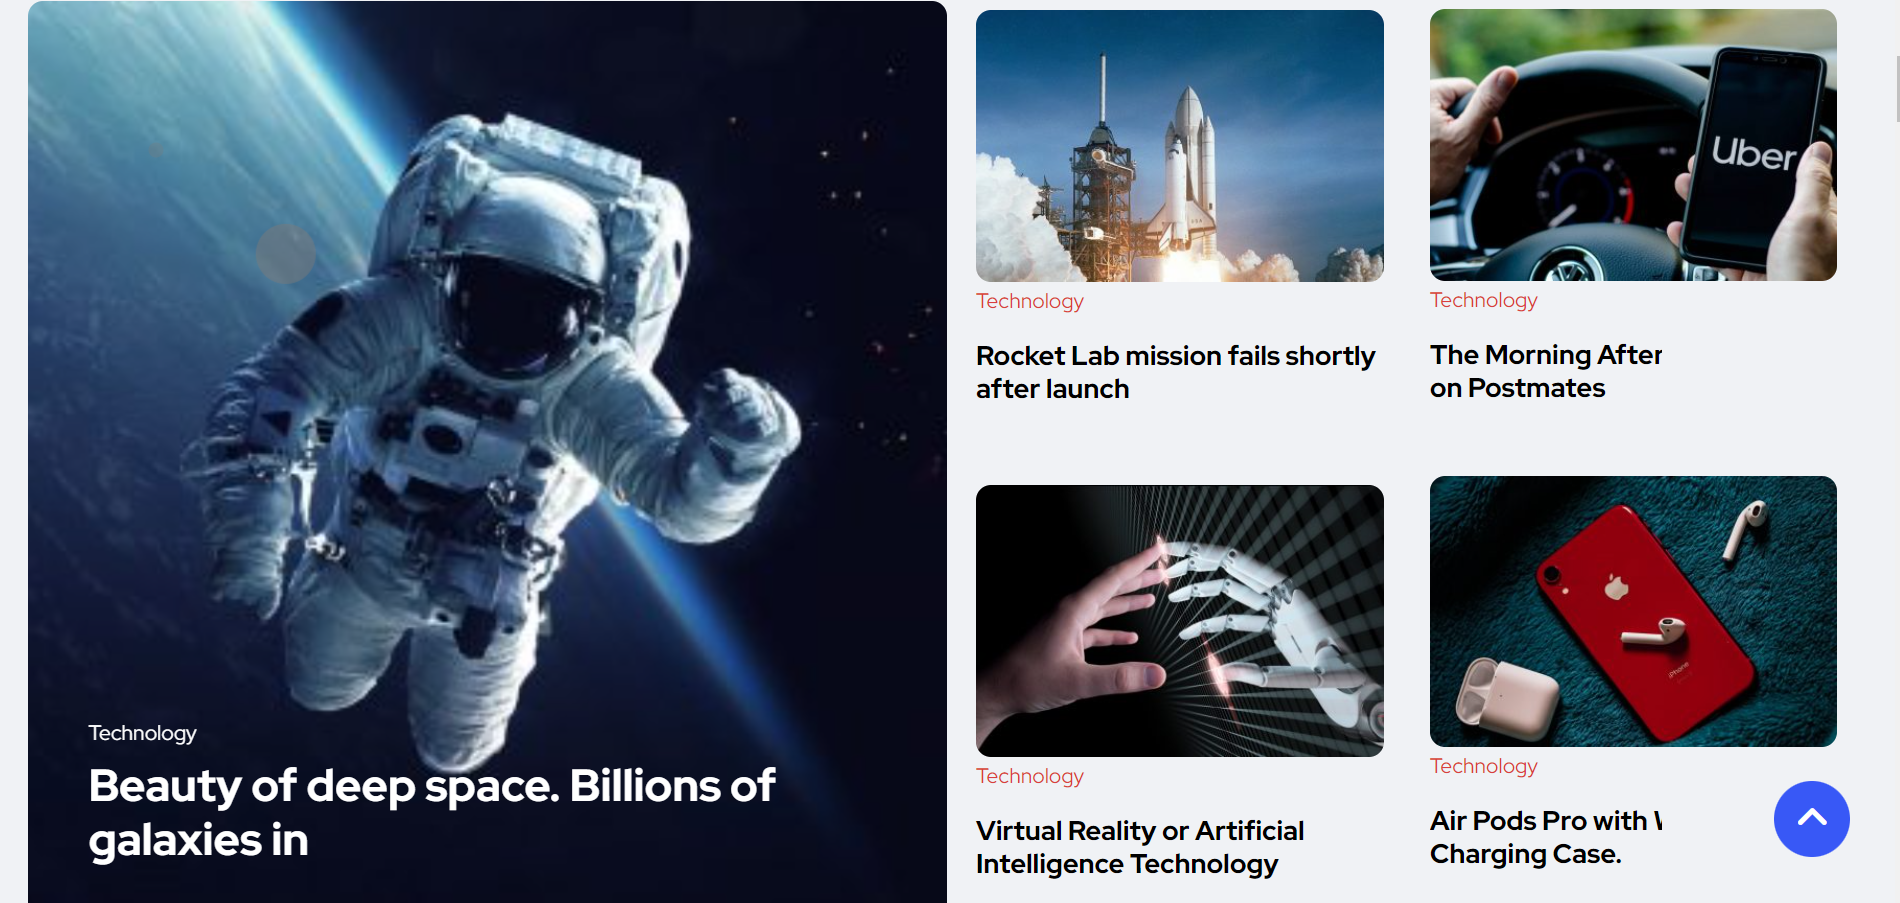 Technology
Beauty of deep space. Billions of
galaxies in
Technology
Rocket Lab mission fails shortly
after launch
Uber
Technology
The Morning After
on Postmates
Technology
Virtual Reality or Artificial
Intelligence Technology
iPhone
Technology
Air Pods Pro with
Charging Case.